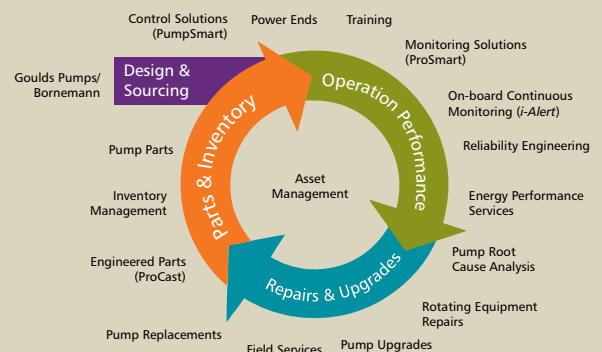 Control Solutions
(PumpSmart)
Power Ends
Training
Monitoring Solutions
(ProSmart)
Goulds Pumps/
Bornemann
Design &
Sourcing
Operation Performance
On-board Continuous
Monitoring (i-Alert)
Parts & Inventory
Pump Parts
Reliability Engineering
Asset
Management
Inventory
Management
Energy Performance
Services
Engineered Parts
(ProCast)
Pump Root
Cause Analysis
Repairs & Upgrades
Rotating Equipment
Repairs
Pump Replacements
Field Services
Pump Upgrades